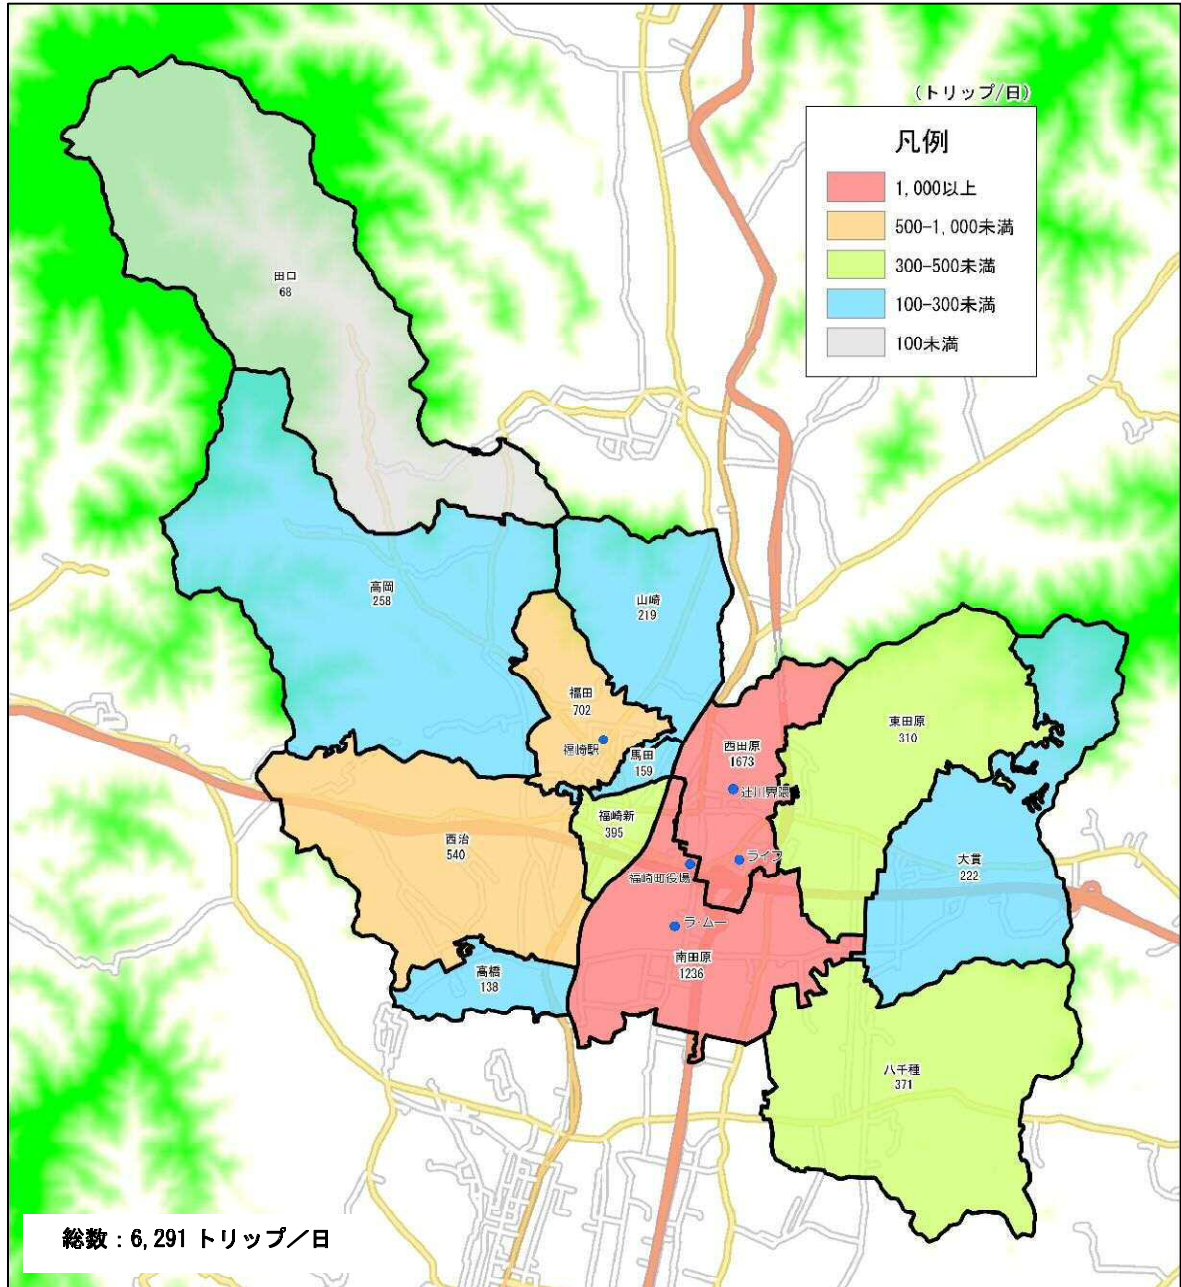 (トリップ/日)
凡例
1,000以上
500-1,000未満
300-500未満
100-300未満
100未満
田口
68
高岡
258
山崎
219
福田
702
福崎駅
馬田
159
西田原
1673
辻川界隈
東田原
310
福崎新
395
西治
540
ライフ
福崎町役場
大貫
222
ラ・ムー
南田原
1236
高橋
138
八千種
371
総数：6,291 トリップ／日